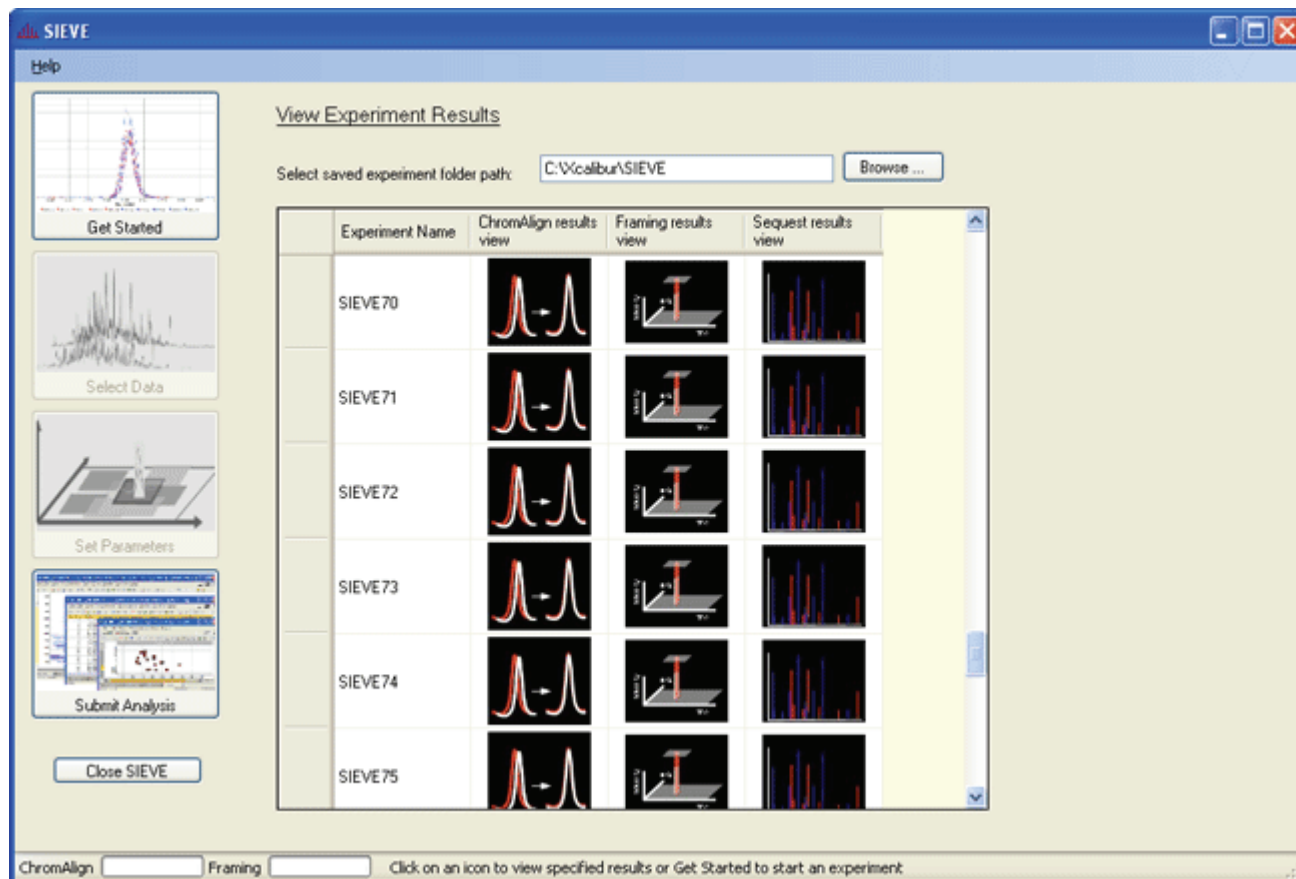 SIEVE
Help
Get Started
Select Data
Set Parameters
Submit Analysis
Close SIEVE
View Experiment Results
Select saved experiment folder path: C:\Xcalibur\SIEVE Browse ...
Experiment Name ChromAlign results view Framing results view Sequest results view
SIEVE70
SIEVE71
SIEVE72
SIEVE73
SIEVE74
SIEVE75
ChromAlign Framing Click on an icon to view specified results or Get Started to start an experiment